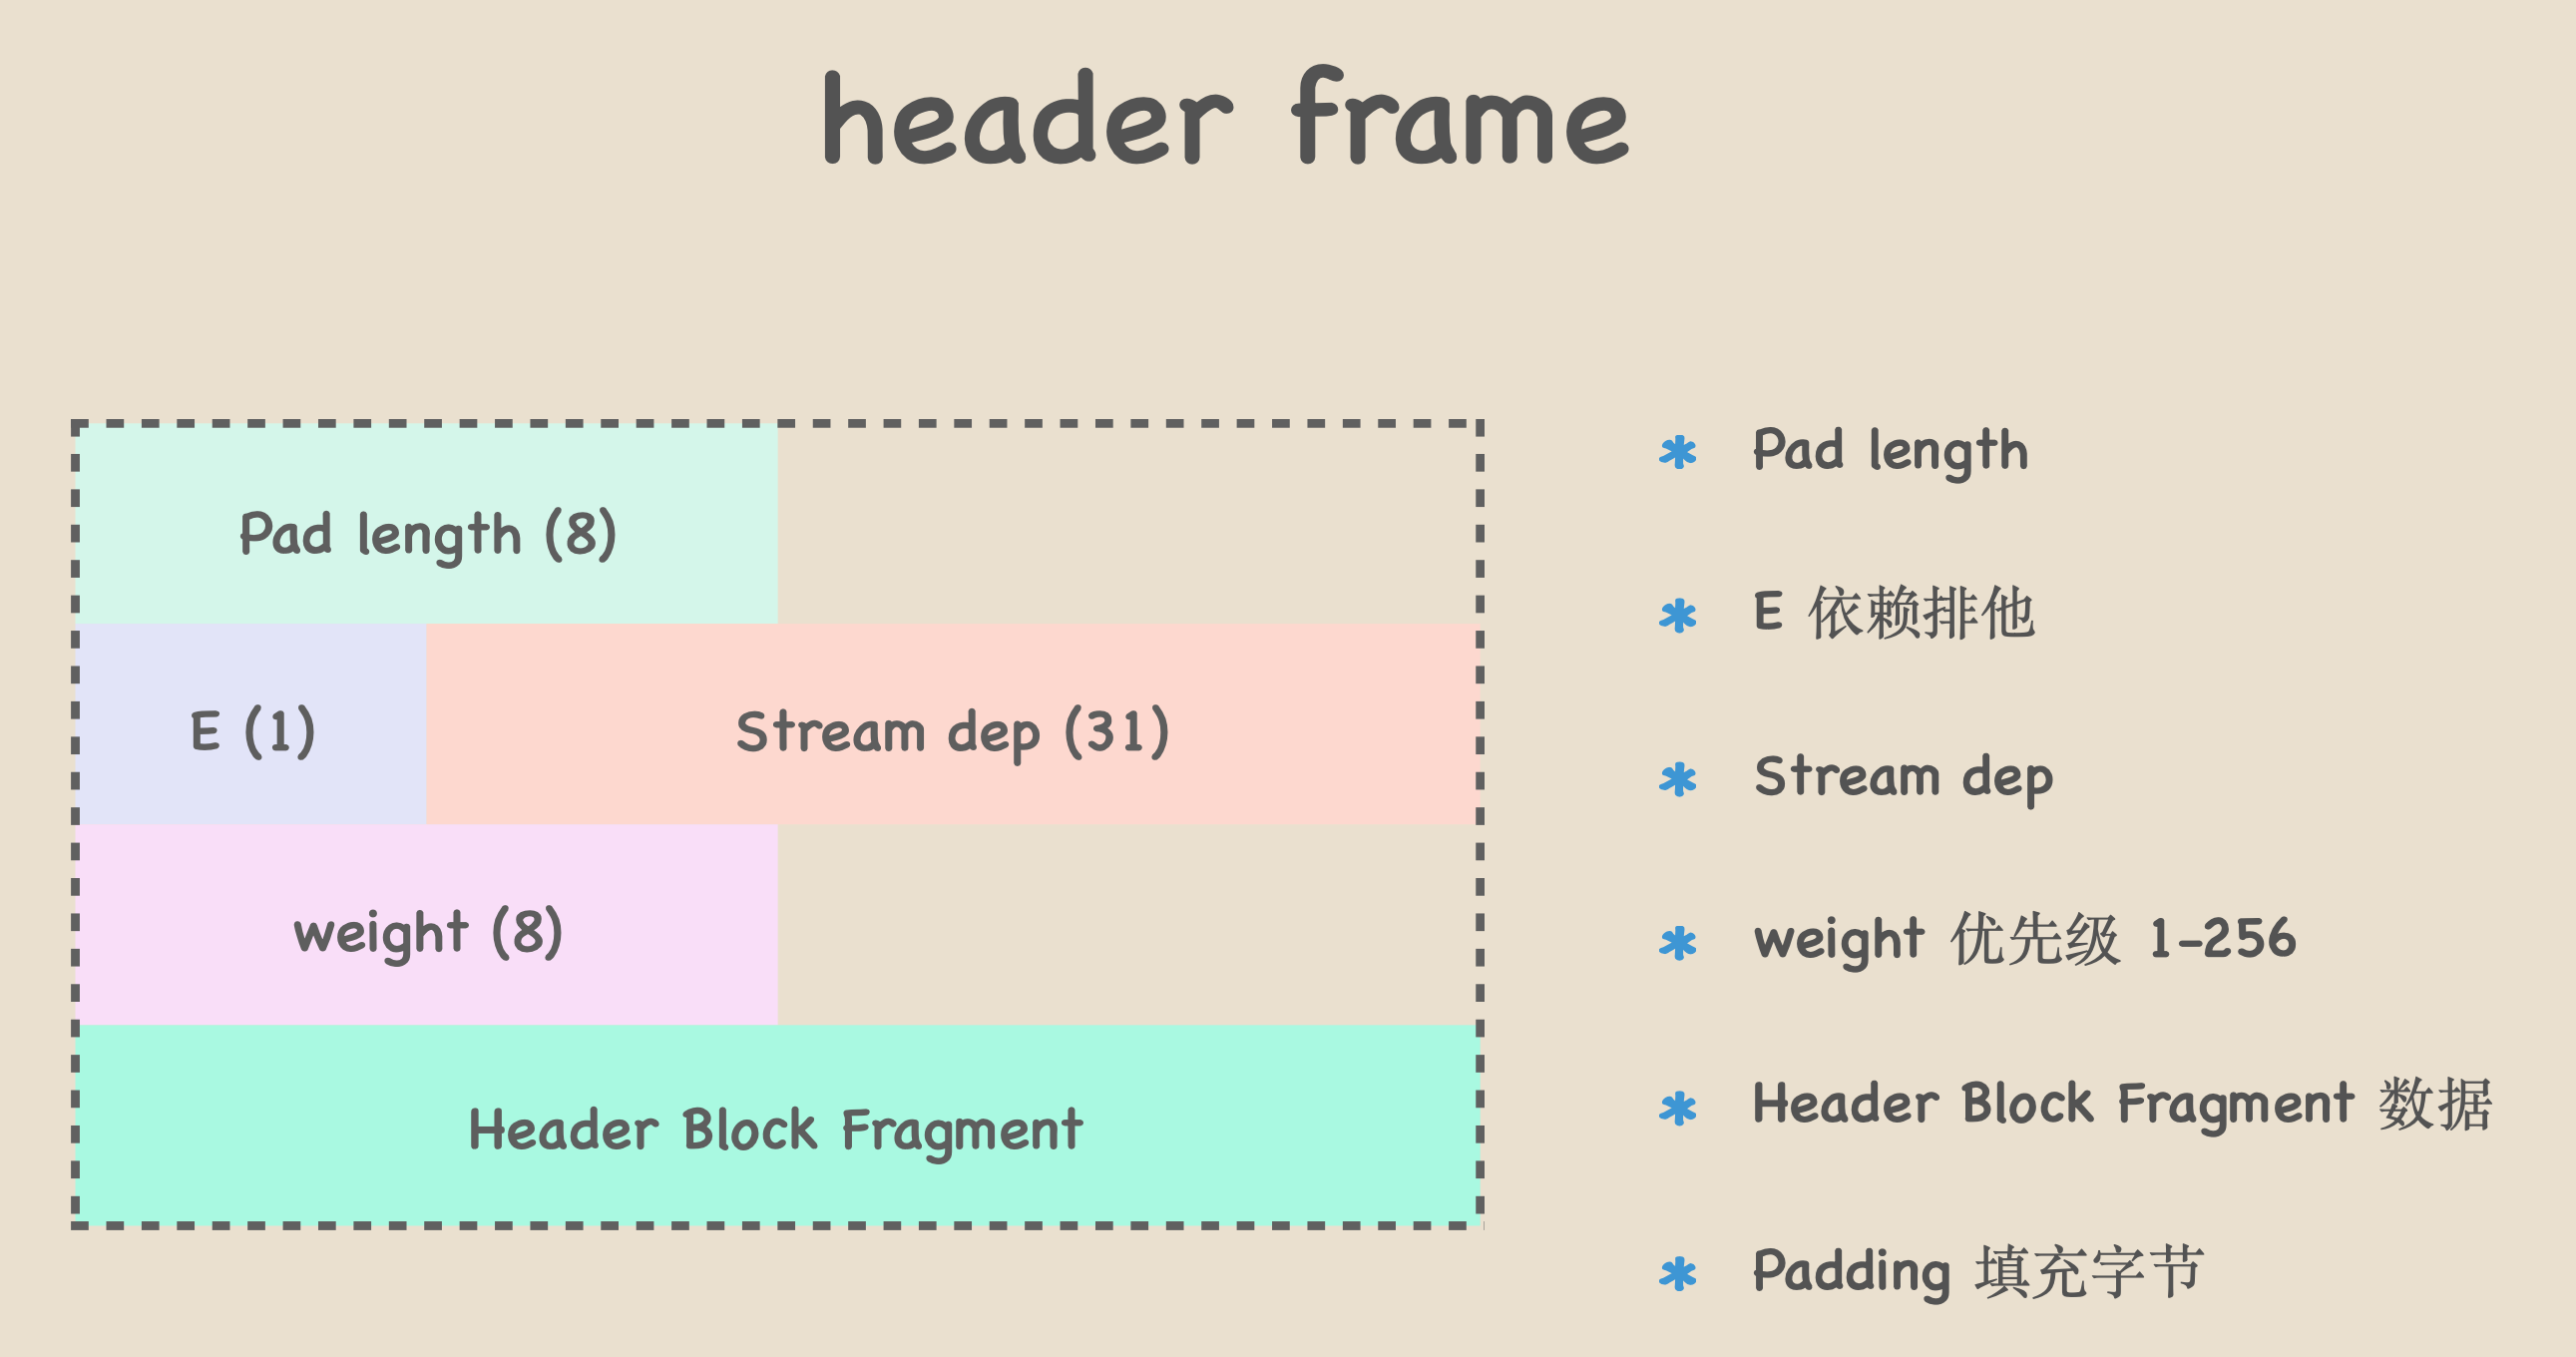 header frame
Pad length (8)
E (1)
Stream dep (31)
weight (8)
Header Block Fragment
* Pad length
* E 依赖排他
* Stream dep
* weight 优先级 1-256
* Header Block Fragment 数据
* Padding 填充字节